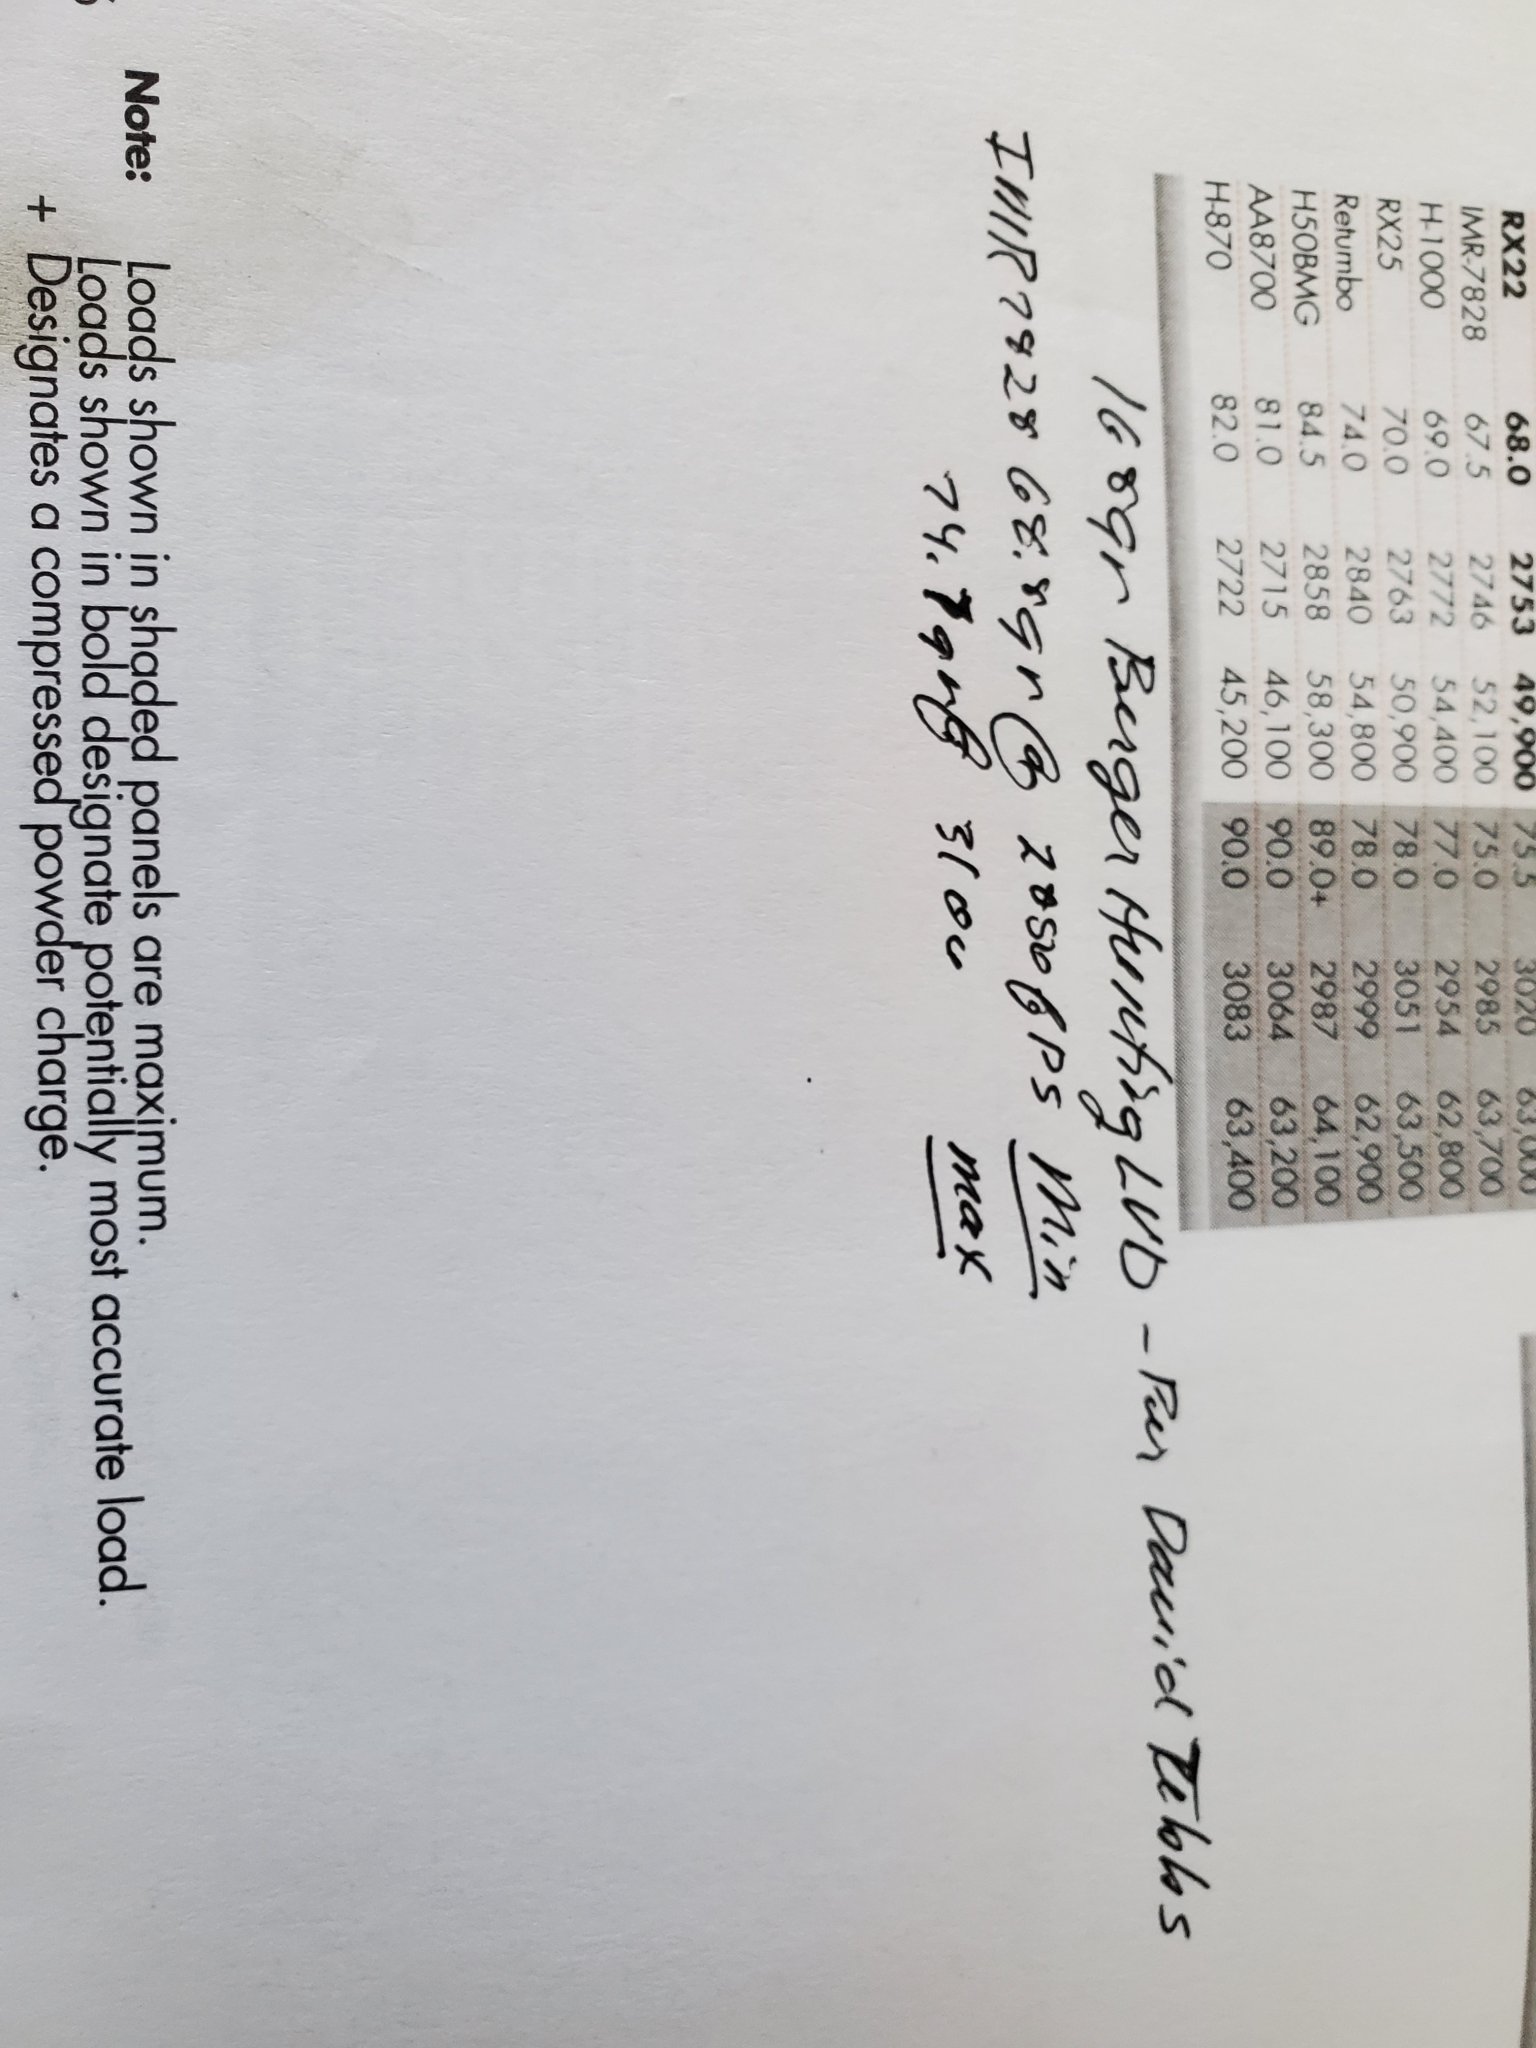 RX22 68.0 2753 49,900 75.5 3020 63,000
IMR-7828 67.5 2746 52,100 75.0 2985 63,700
H-1000 69.0 2772 54,400 77.0 2954 62,800
RX25 70.0 2763 50,900 78.0 3051 63,500
Retumbo 74.0 2840 54,800 78.0 2999 62,900
H50BMG 84.5 2858 58,300 89.0+ 2987 64,100
AA8700 81.0 2715 46,100 90.0 3064 63,200
H-870 82.0 2722 45,200 90.0 3083 63,400
168gr Berger Hunting LVD - Per David Tubbs
IMR 7828 68.8gr @ 2850 fps Min
74.7gr @ 3100 max
Note: Loads shown in shaded panels are maximum.
Loads shown in bold designate potentially most accurate load.
+ Designates a compressed powder charge.